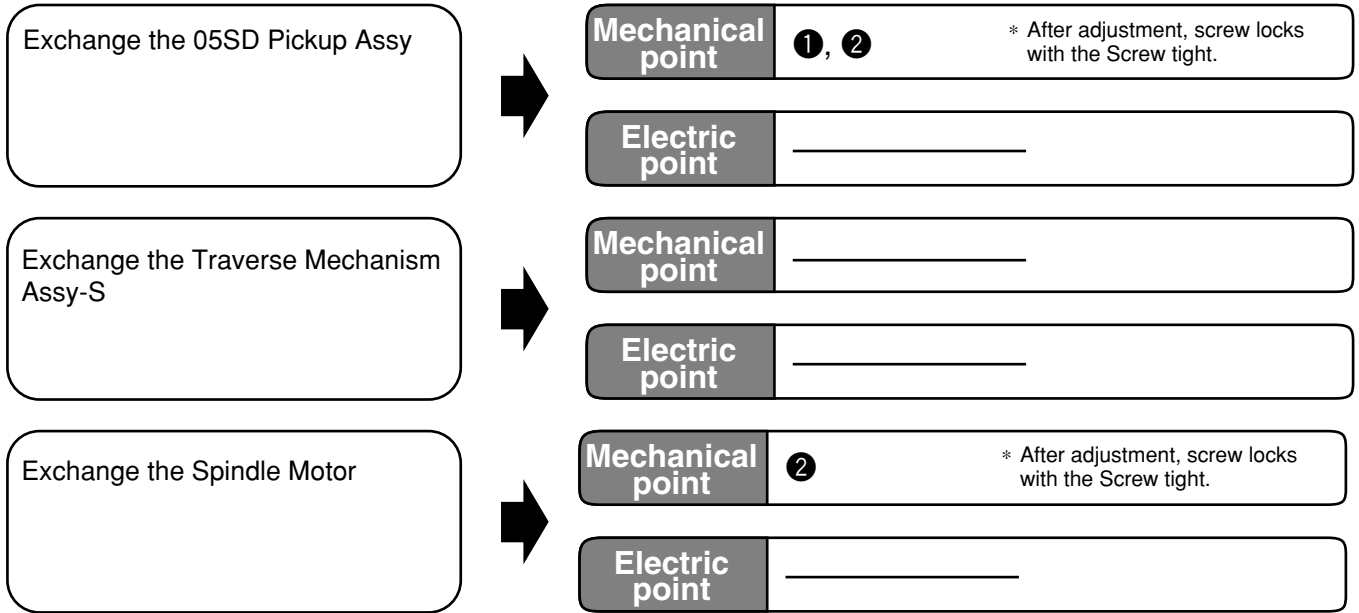 Exchange the 05SD Pickup Assy
Mechanical
point
❶, ❷
* After adjustment, screw locks
with the Screw tight.
Electric
point
Exchange the Traverse Mechanism
Assy-S
Mechanical
point
Electric
point
Exchange the Spindle Motor
Mechanical
point
❷
* After adjustment, screw locks
with the Screw tight.
Electric
point